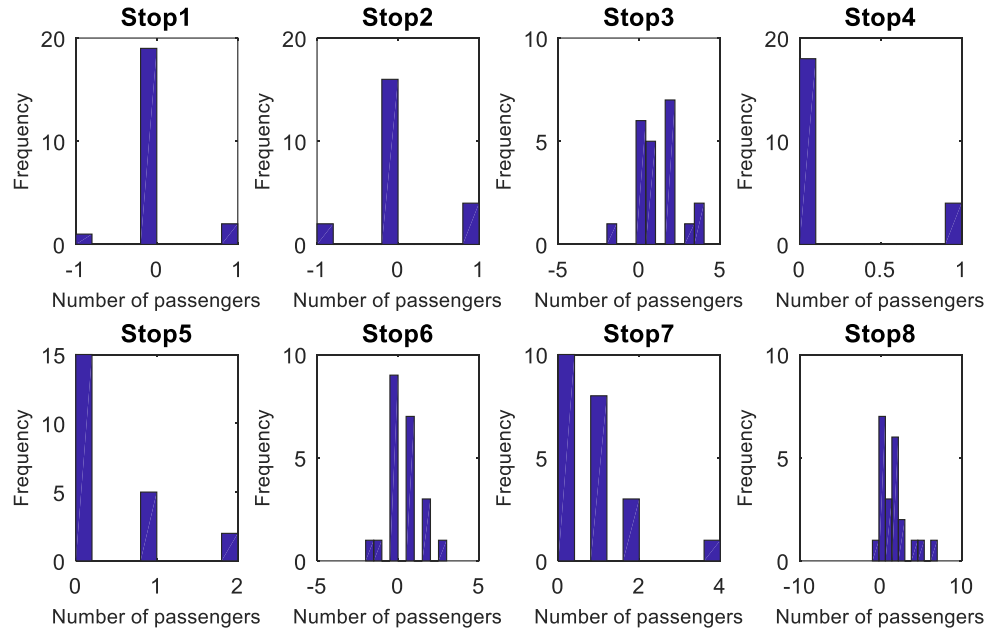 Stop1 Stop2 Stop3 Stop4
20 20 10 20
Frequency Frequency Frequency Frequency
10 10 5 10
0 0 0 0
-1 0 1 -1 0 1 -5 0 5 0 0.5 1
Number of passengers Number of passengers Number of passengers Number of passengers
Stop5 Stop6 Stop7 Stop8
15 10 10 10
Frequency Frequency Frequency Frequency
10 5 5 5
5
0 0 0 0
0 1 2 -5 0 5 0 2 4 -10 0 10
Number of passengers Number of passengers Number of passengers Number of passengers